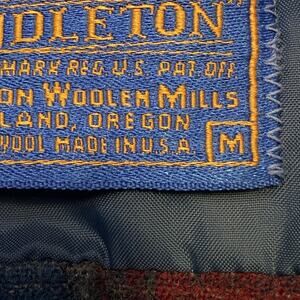 NDLETON"
MARK REG. U.S. PAT. OFF.
ON WOOLEN MILLS
LAND, OREGON
WOOL MADE IN U.S.A. M